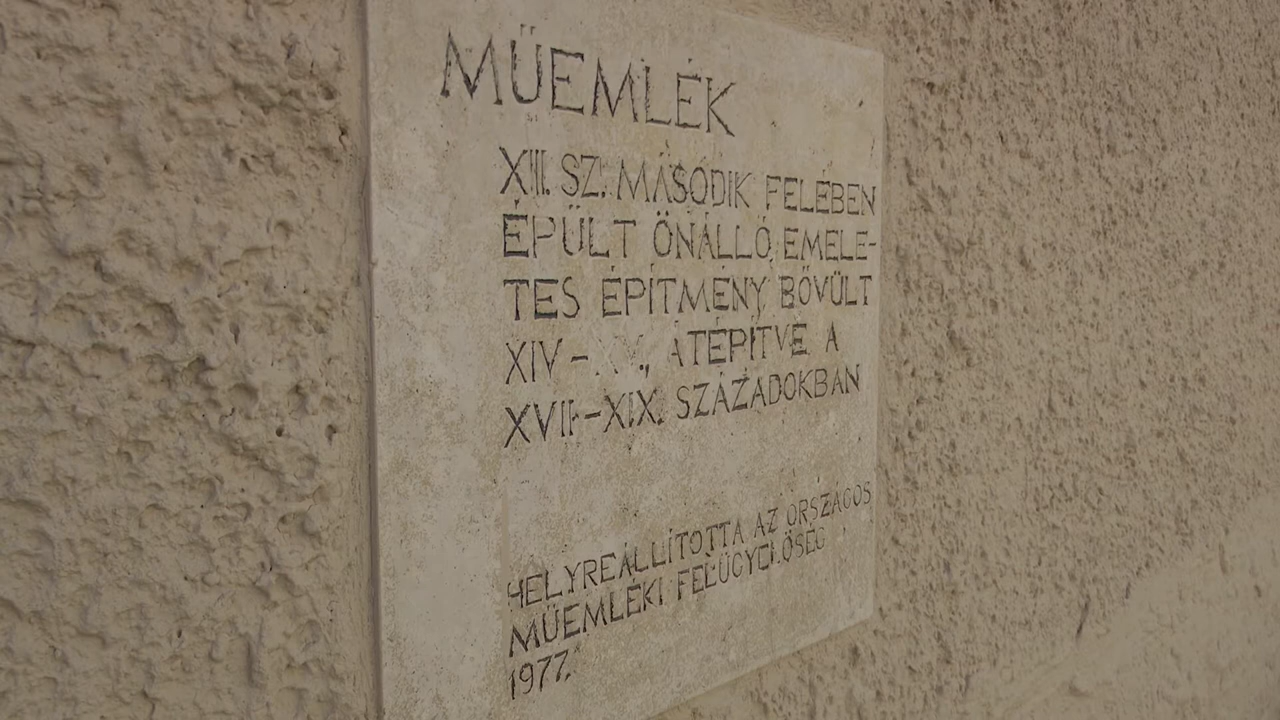 MŰEMLÉK
XIII. SZ. MÁSODIK FELÉBEN
ÉPÜLT ÖNÁLLÓ, EMELE-
TES ÉPÍTMÉNY, BŐVÜLT
XIV-XV., ÁTÉPÍTVE A
XVII-XIX. SZÁZADOKBAN
HELYREÁLLÍTOTTA AZ ORSZÁGOS
MŰEMLÉKI FELÜGYELŐSÉG
1977.